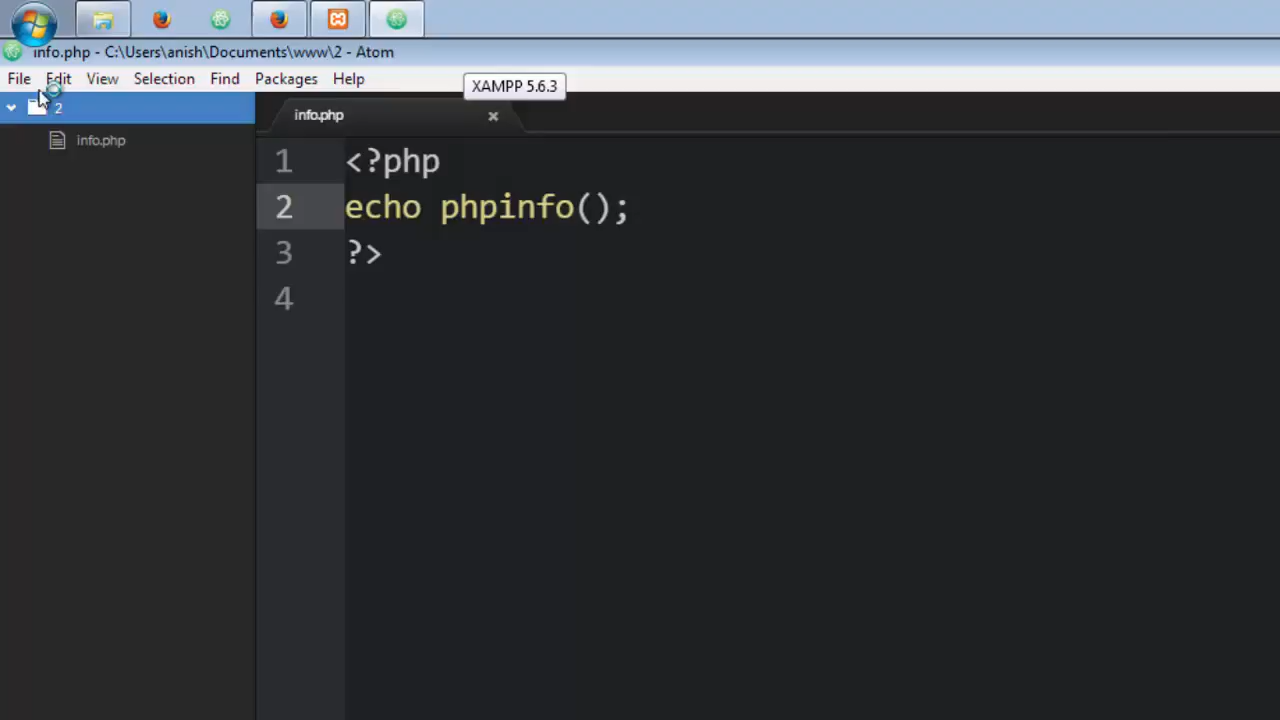 info.php - C:\Users\anish\Documents\www\2 - Atom
File Edit View Selection Find Packages Help
XAMPP 5.6.3
2
info.php
info.php
1 <?php
2 echo phpinfo();
3 ?>
4